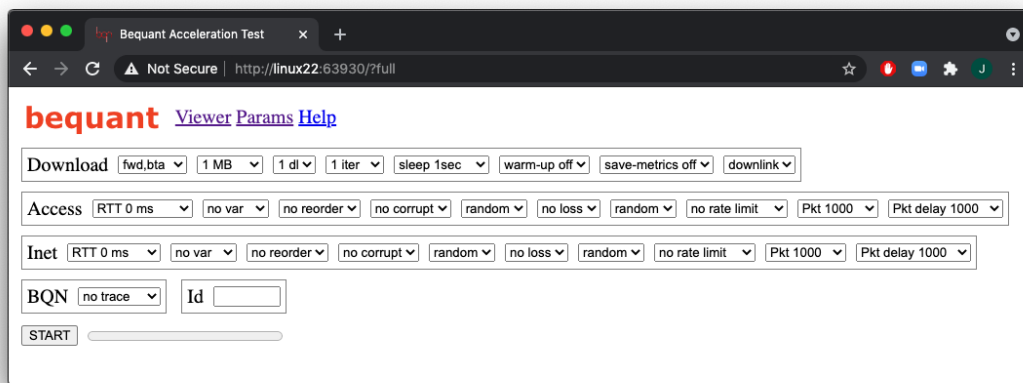 Bequant Acceleration Test
Not Secure http://linux22:63930/?full J
bequant Viewer Params Help
Download fwd,bta 1 MB 1 dl 1 iter sleep 1sec warm-up off save-metrics off downlink
Access RTT 0 ms no var no reorder no corrupt random no loss random no rate limit Pkt 1000 Pkt delay 1000
Inet RTT 0 ms no var no reorder no corrupt random no loss random no rate limit Pkt 1000 Pkt delay 1000
BQN no trace Id
START